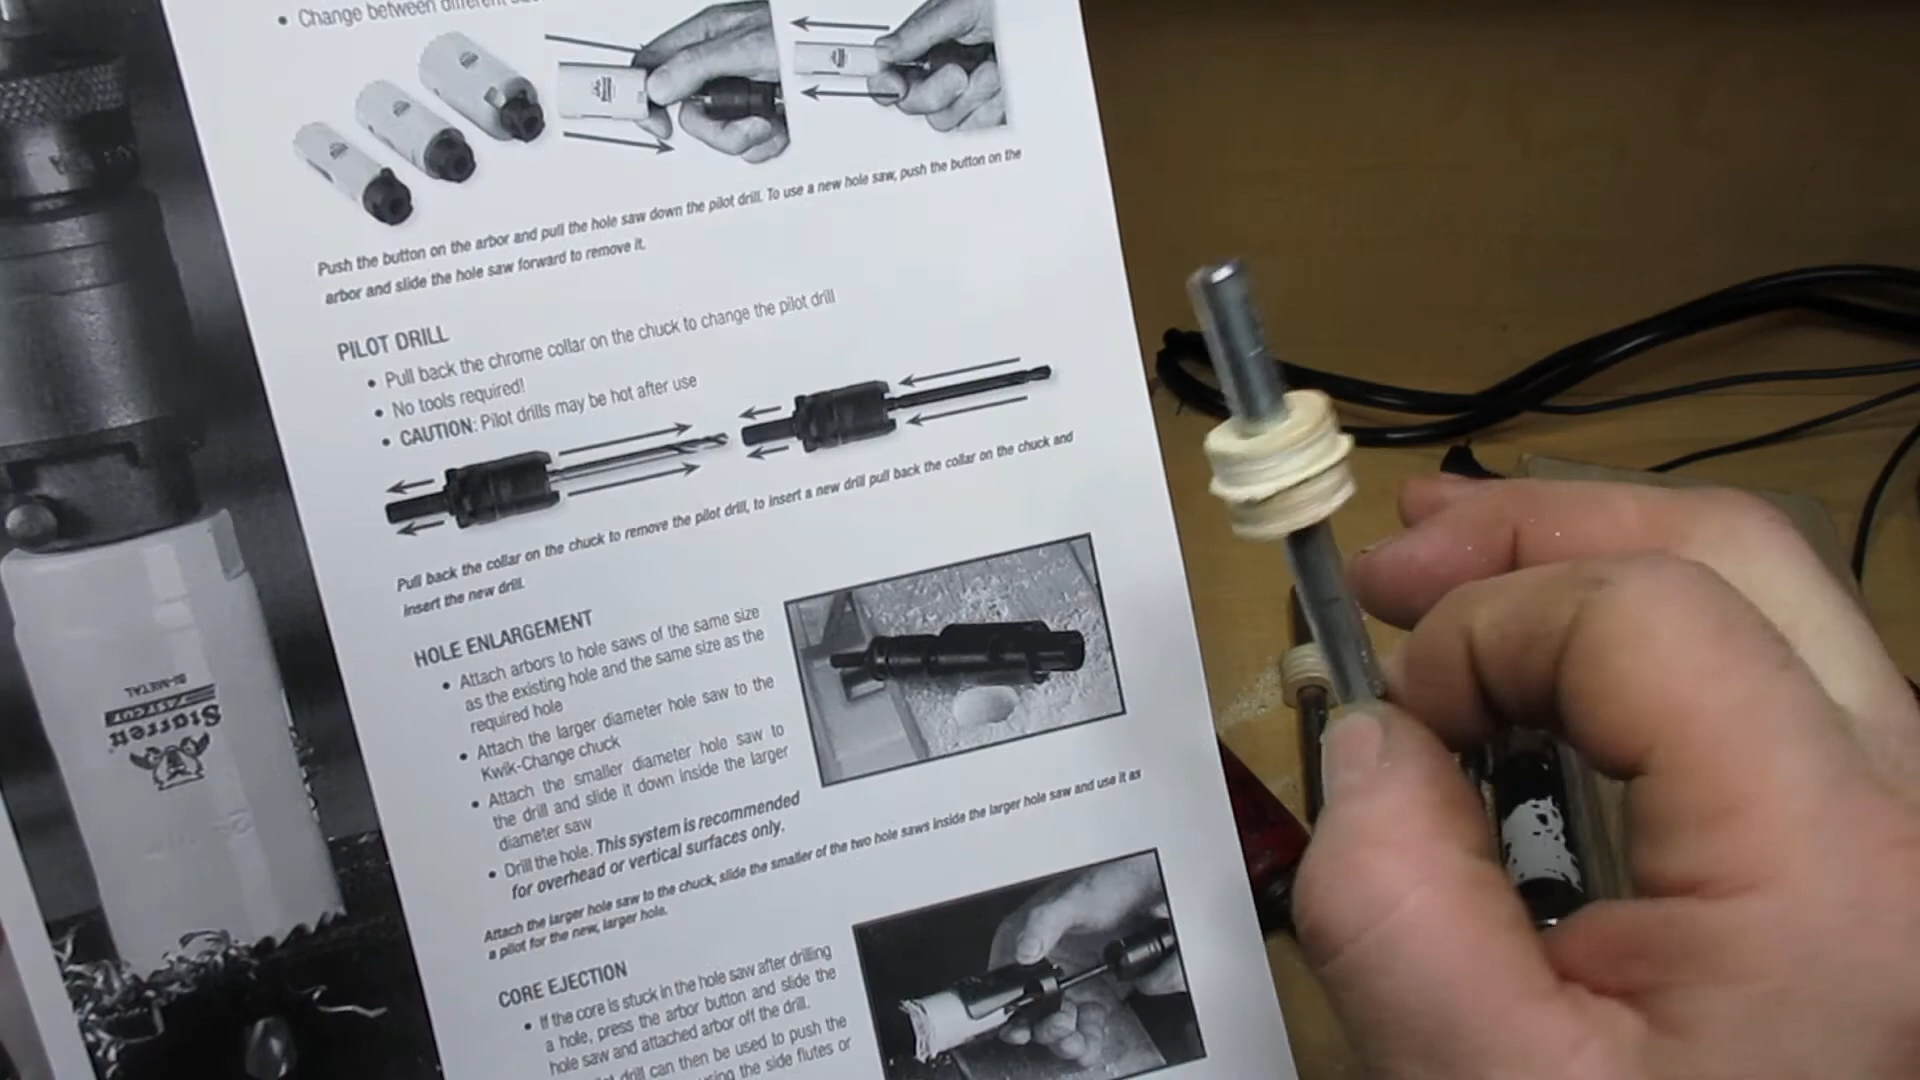 • Change between different
Push the button on the arbor and pull the hole saw down the pilot drill. To use a new hole saw, push the button on the
arbor and slide the hole saw forward to remove it.
PILOT DRILL
• Pull back the chrome collar on the chuck to change the pilot drill
• No tools required!
• CAUTION: Pilot drills may be hot after use
Pull back the collar on the chuck to remove the pilot drill, to insert a new drill pull back the collar on the chuck and
insert the new drill.
HOLE ENLARGEMENT
• Attach arbors to hole saws of the same size
as the existing hole and the same size as the
required hole
• Attach the larger diameter hole saw to the
Kwik-Change chuck
• Attach the smaller diameter hole saw to
the drill and slide it down inside the larger
diameter saw
• Drill the hole. This system is recommended
for overhead or vertical surfaces only.
Attach the larger hole saw to the chuck, slide the smaller of the two hole saws inside the larger hole saw and use it as
a pilot for the new, larger hole.
CORE EJECTION
• If the core is stuck in the hole saw after drilling
a hole, press the arbor button and slide the
hole saw and attached arbor off the drill.
drill can then be used to push the
using the side flutes or
Starrett
BI-METAL